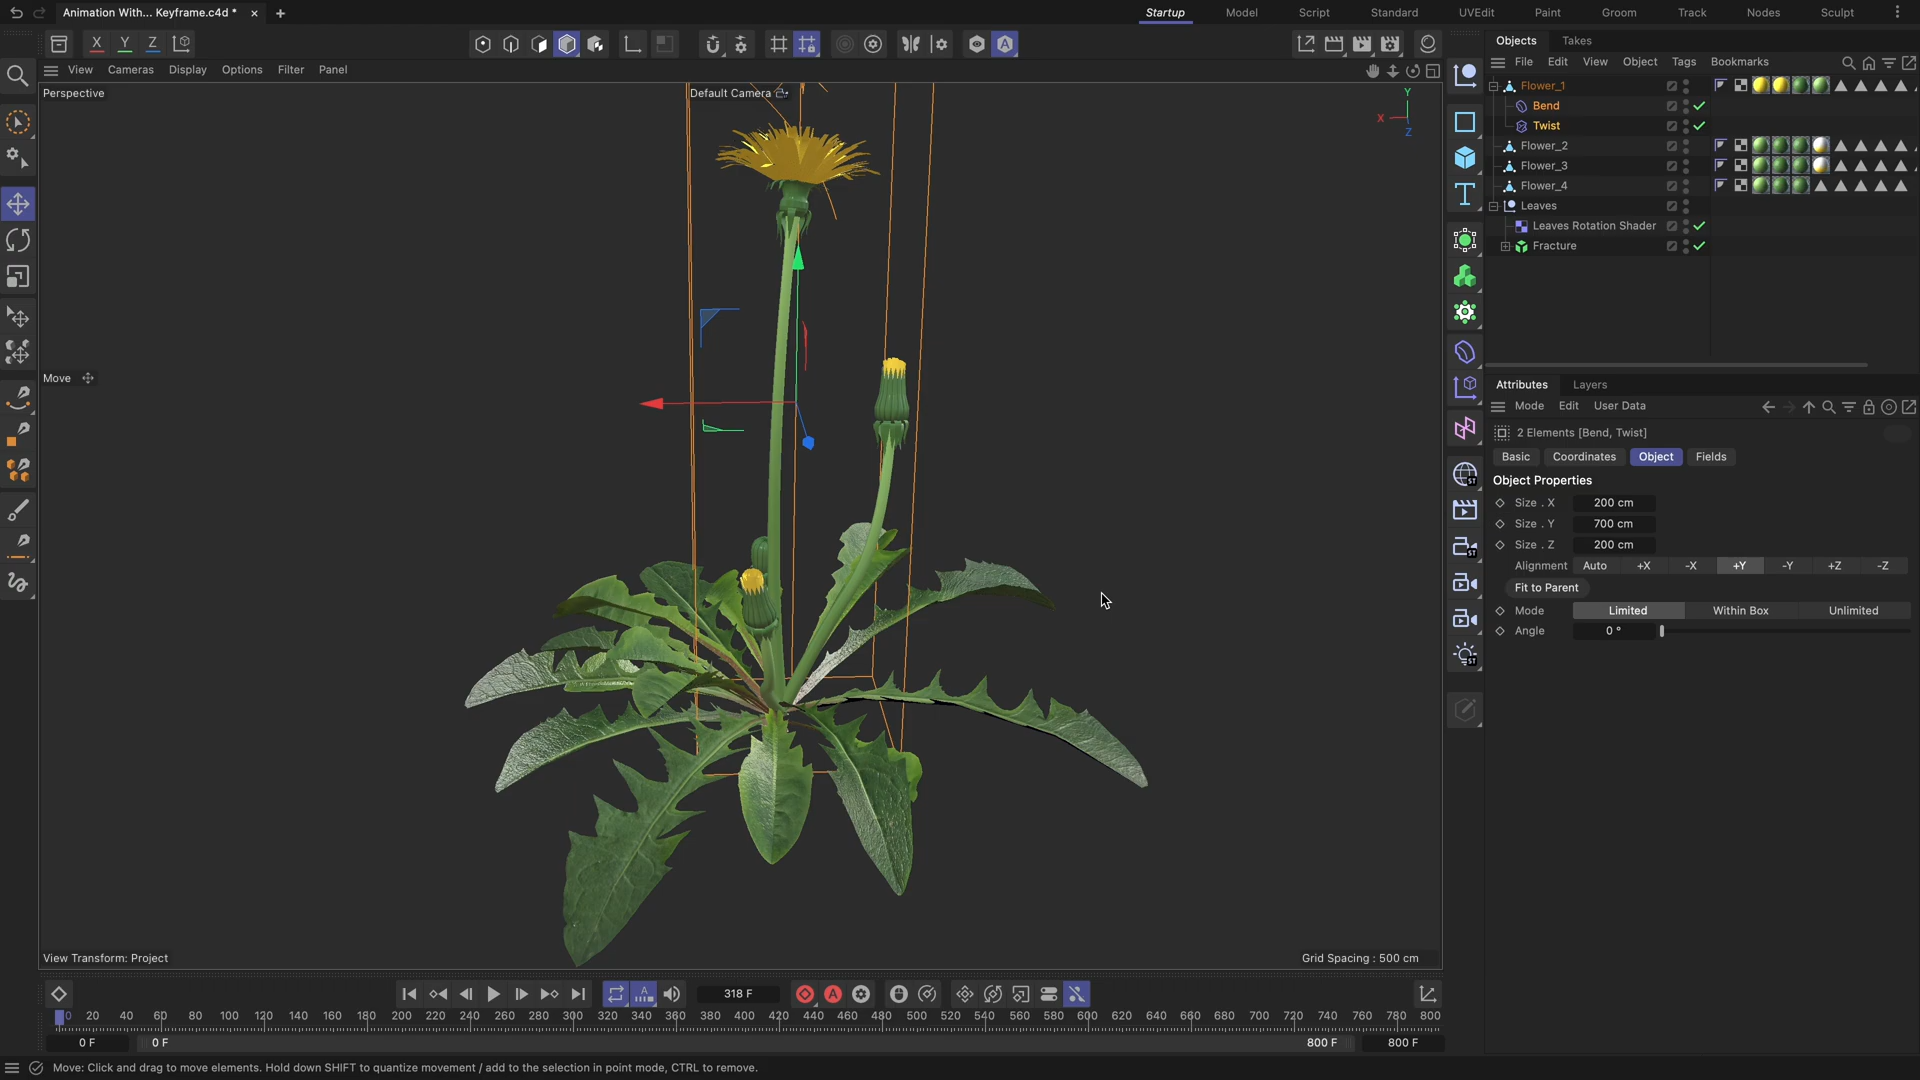 Animation With... Keyframe.c4d *
Startup Model Script Standard UVEdit Paint Groom Track Nodes Sculpt
X Y Z
Objects Takes
View Cameras Display Options Filter Panel
File Edit View Object Tags Bookmarks
Perspective
Default Camera
Y
X
Z
Flower_1
Bend
Twist
Flower_2
Flower_3
Flower_4
Leaves
Leaves Rotation Shader
Fracture
Move
Attributes Layers
Mode Edit User Data
2 Elements [Bend, Twist]
Basic Coordinates Object Fields
Object Properties
Size . X 200 cm
Size . Y 700 cm
Size . Z 200 cm
Alignment Auto +X -X +Y -Y +Z -Z
Fit to Parent
Mode Limited Within Box Unlimited
Angle 0 °
View Transform: Project
Grid Spacing : 500 cm
318 F
0 20 40 60 80 100 120 140 160 180 200 220 240 260 280 300 320 340 360 380 400 420 440 460 480 500 520 540 560 580 600 620 640 660 680 700 720 740 760 780 800
0 F 0 F 800 F 800 F
Move: Click and drag to move elements. Hold down SHIFT to quantize movement / add to the selection in point mode, CTRL to remove.